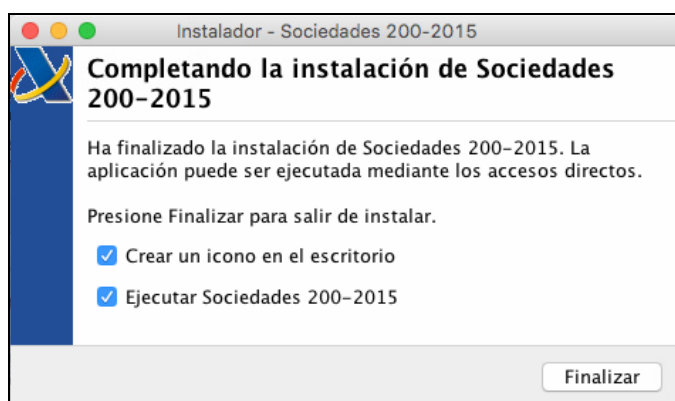 Instalador - Sociedades 200-2015
Completando la instalación de Sociedades
200-2015
Ha finalizado la instalación de Sociedades 200-2015. La
aplicación puede ser ejecutada mediante los accesos directos.
Presione Finalizar para salir de instalar.
Crear un icono en el escritorio
Ejecutar Sociedades 200-2015
Finalizar